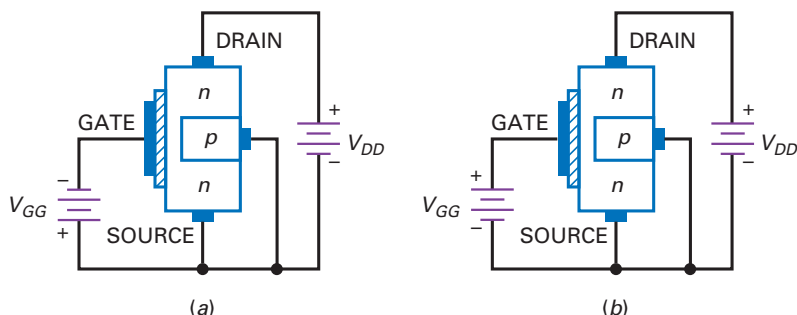 DRAIN
n
GATE
p
+
V_DD
−
n
−
V_GG
+
SOURCE
(a)
DRAIN
n
GATE
p
+
V_DD
−
n
+
V_GG
−
SOURCE
(b)